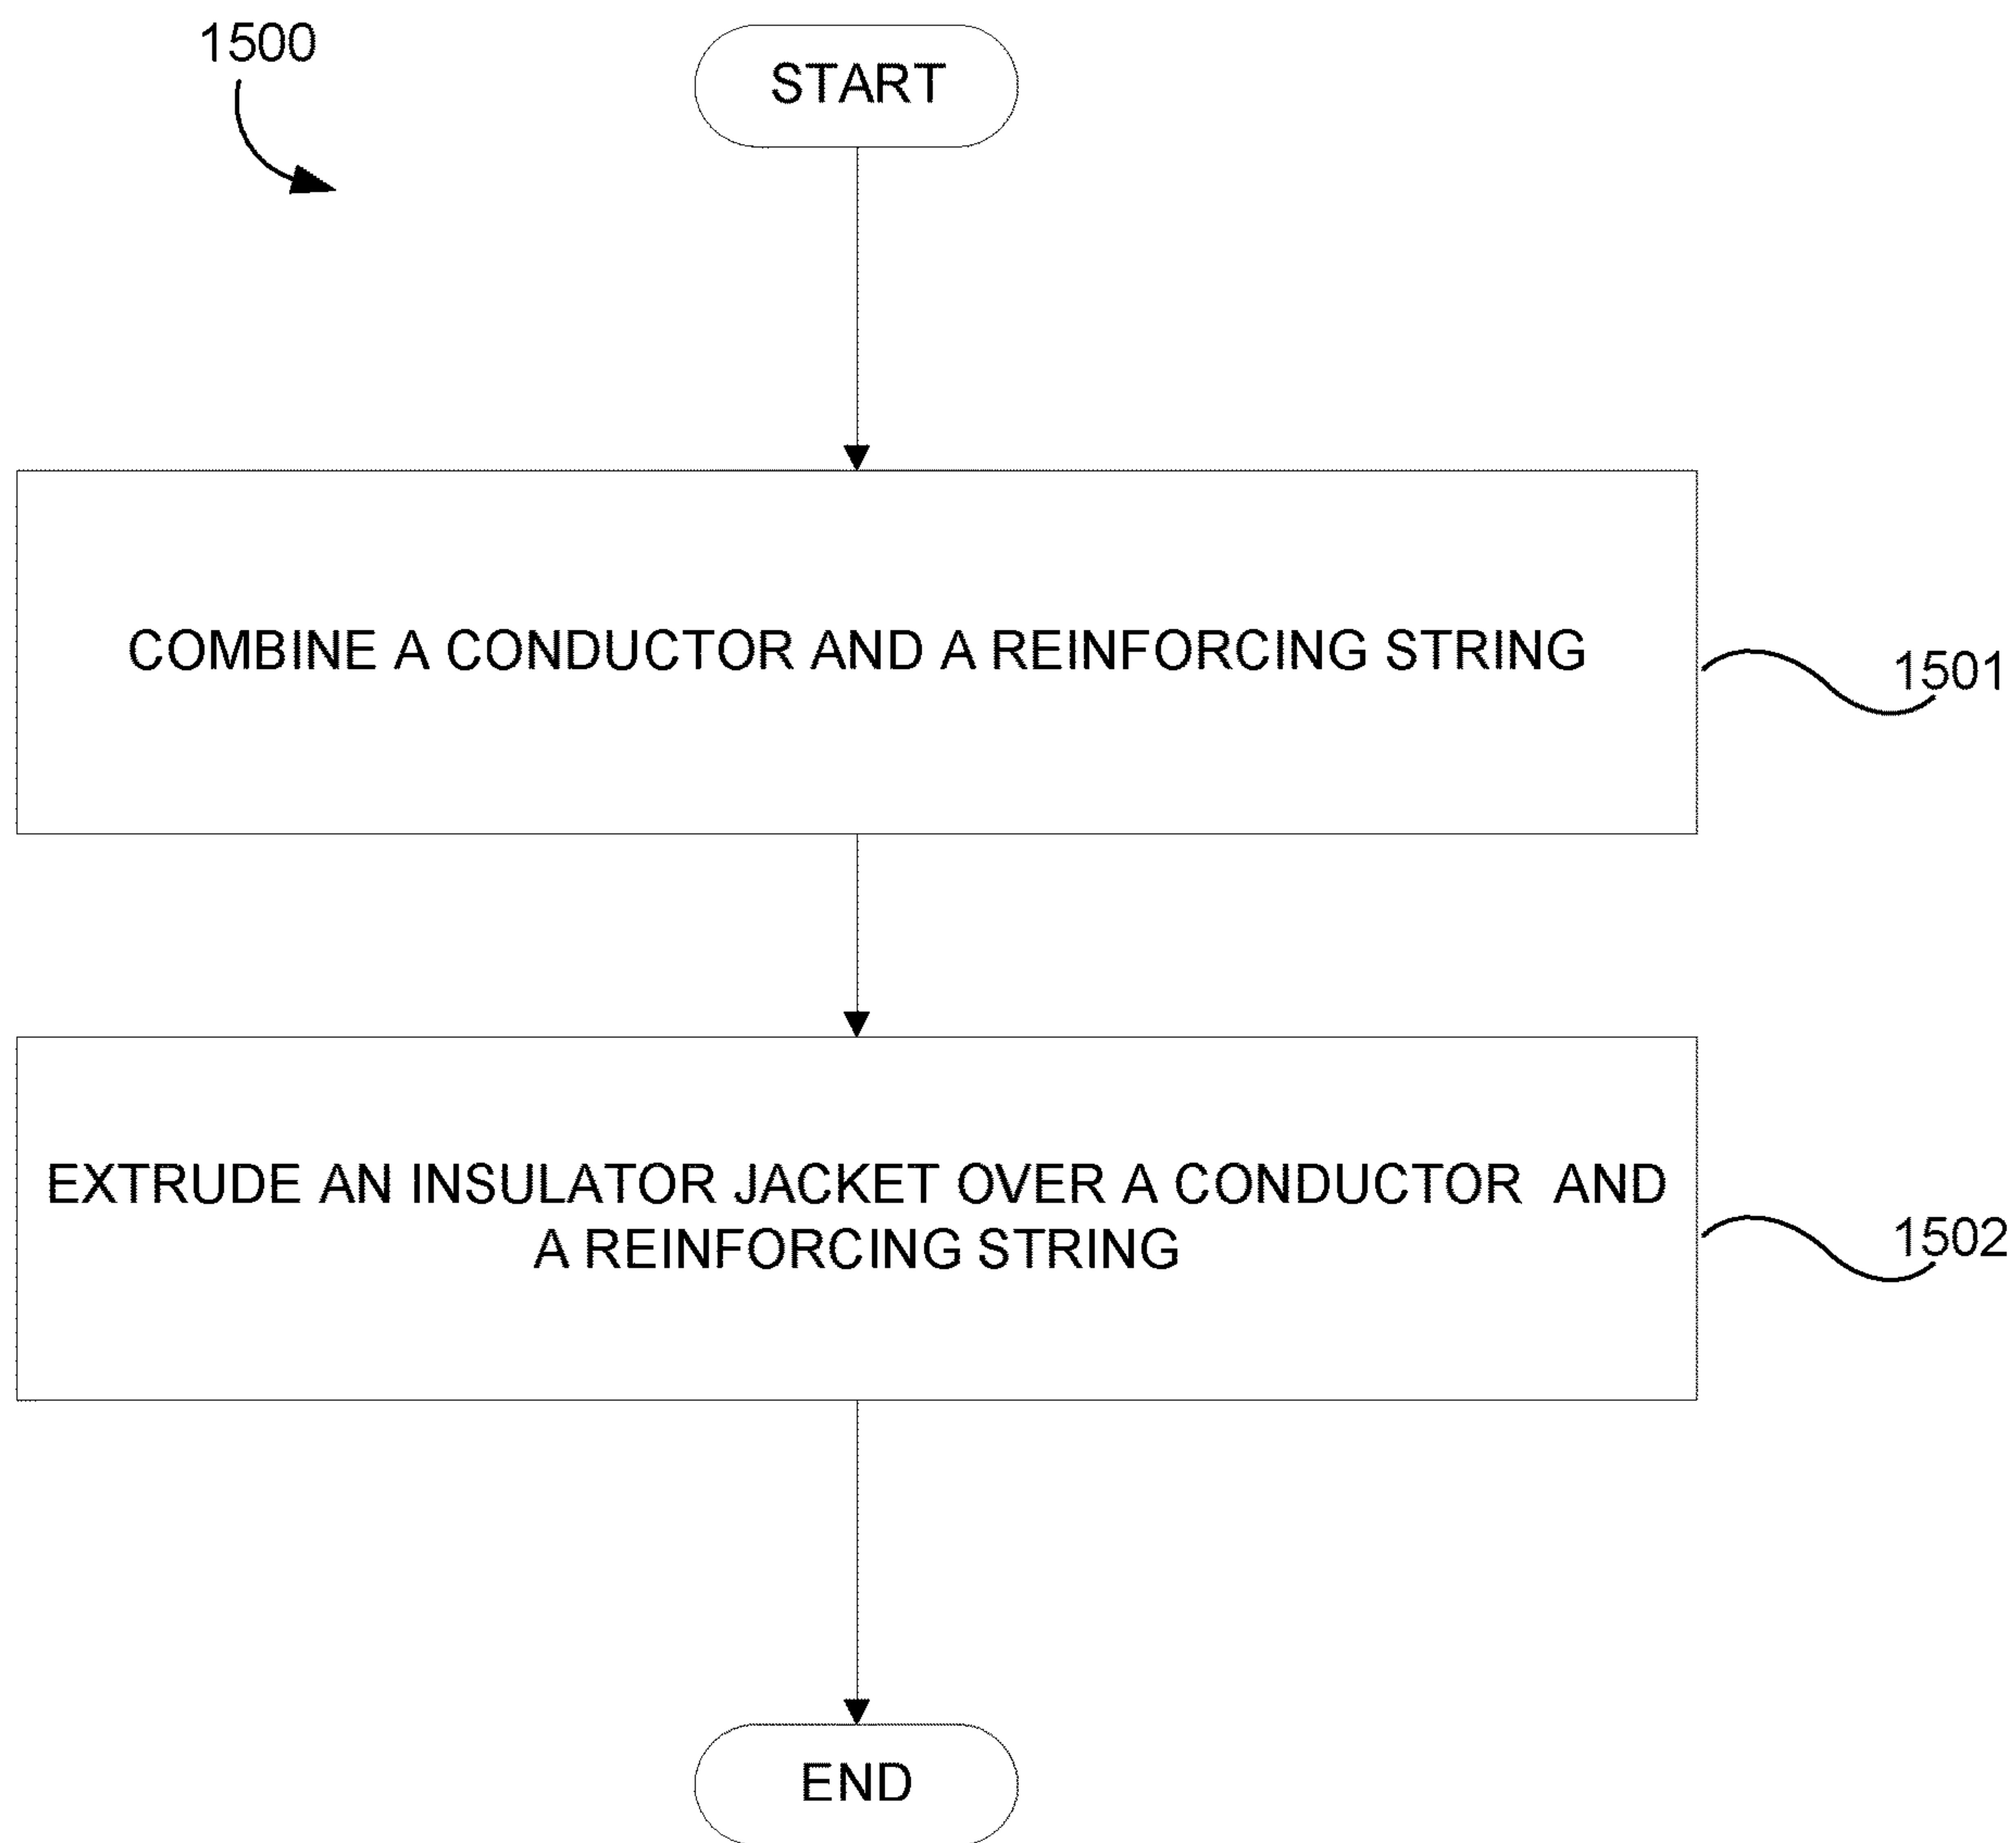 1500
START
COMBINE A CONDUCTOR AND A REINFORCING STRING
1501
EXTRUDE AN INSULATOR JACKET OVER A CONDUCTOR AND
A REINFORCING STRING
1502
END